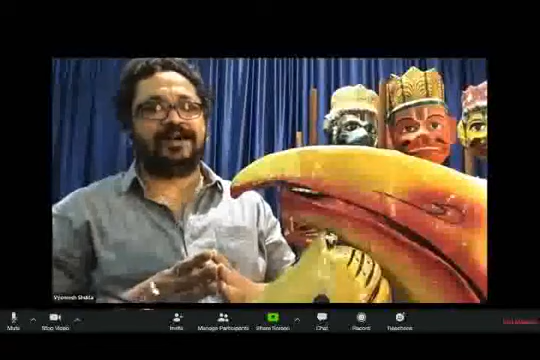 Vyomesh Shukla
Mute
Stop Video
Invite
Manage Participants
Share Screen
Chat
Record
Reactions